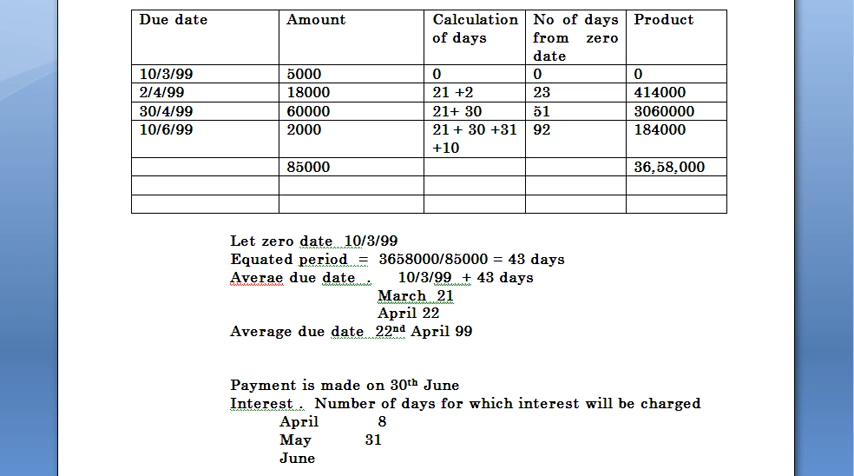 Due date Amount Calculation of days No of days from zero date Product
10/3/99 5000 0 0 0
2/4/99 18000 21 +2 23 414000
30/4/99 60000 21+ 30 51 3060000
10/6/99 2000 21 + 30 +31 +10 92 184000
85000 36,58,000
Let zero date 10/3/99
Equated period = 3658000/85000 = 43 days
Averae due date . 10/3/99 + 43 days
March 21
April 22
Average due date 22nd April 99
Payment is made on 30th June
Interest . Number of days for which interest will be charged
April 8
May 31
June